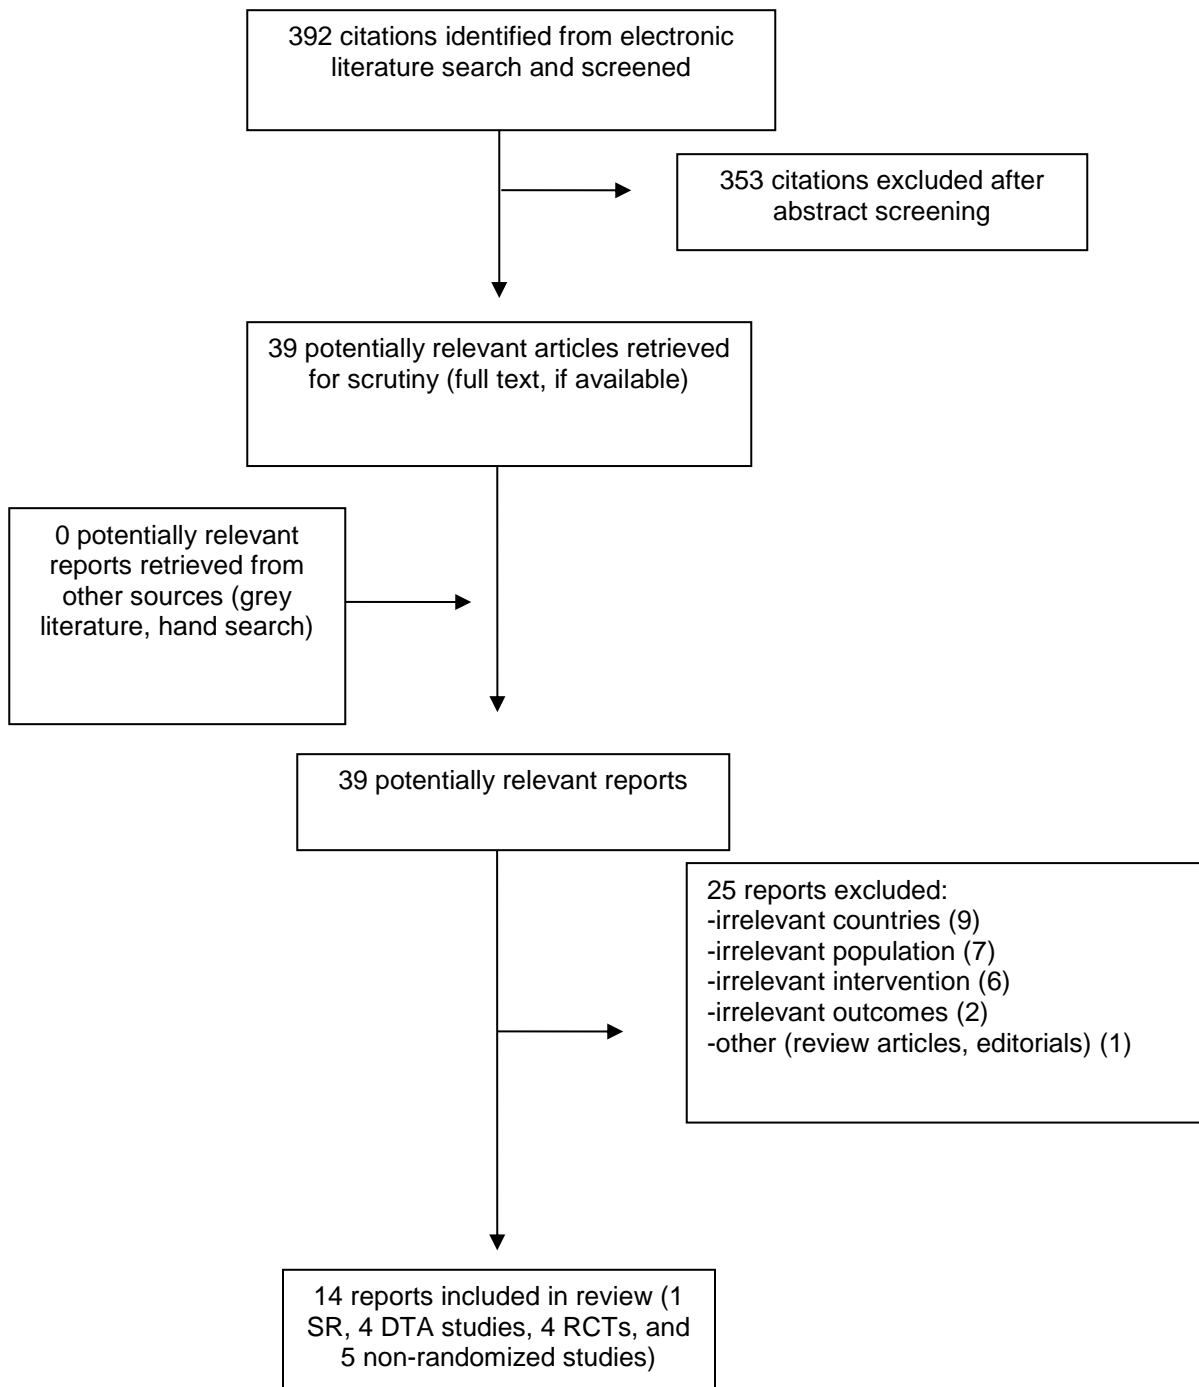 392 citations identified from electronic
literature search and screened
353 citations excluded after
abstract screening
39 potentially relevant articles retrieved
for scrutiny (full text, if available)
0 potentially relevant
reports retrieved from
other sources (grey
literature, hand search)
39 potentially relevant reports
25 reports excluded:
-irrelevant countries (9)
-irrelevant population (7)
-irrelevant intervention (6)
-irrelevant outcomes (2)
-other (review articles, editorials) (1)
14 reports included in review (1
SR, 4 DTA studies, 4 RCTs, and
5 non-randomized studies)